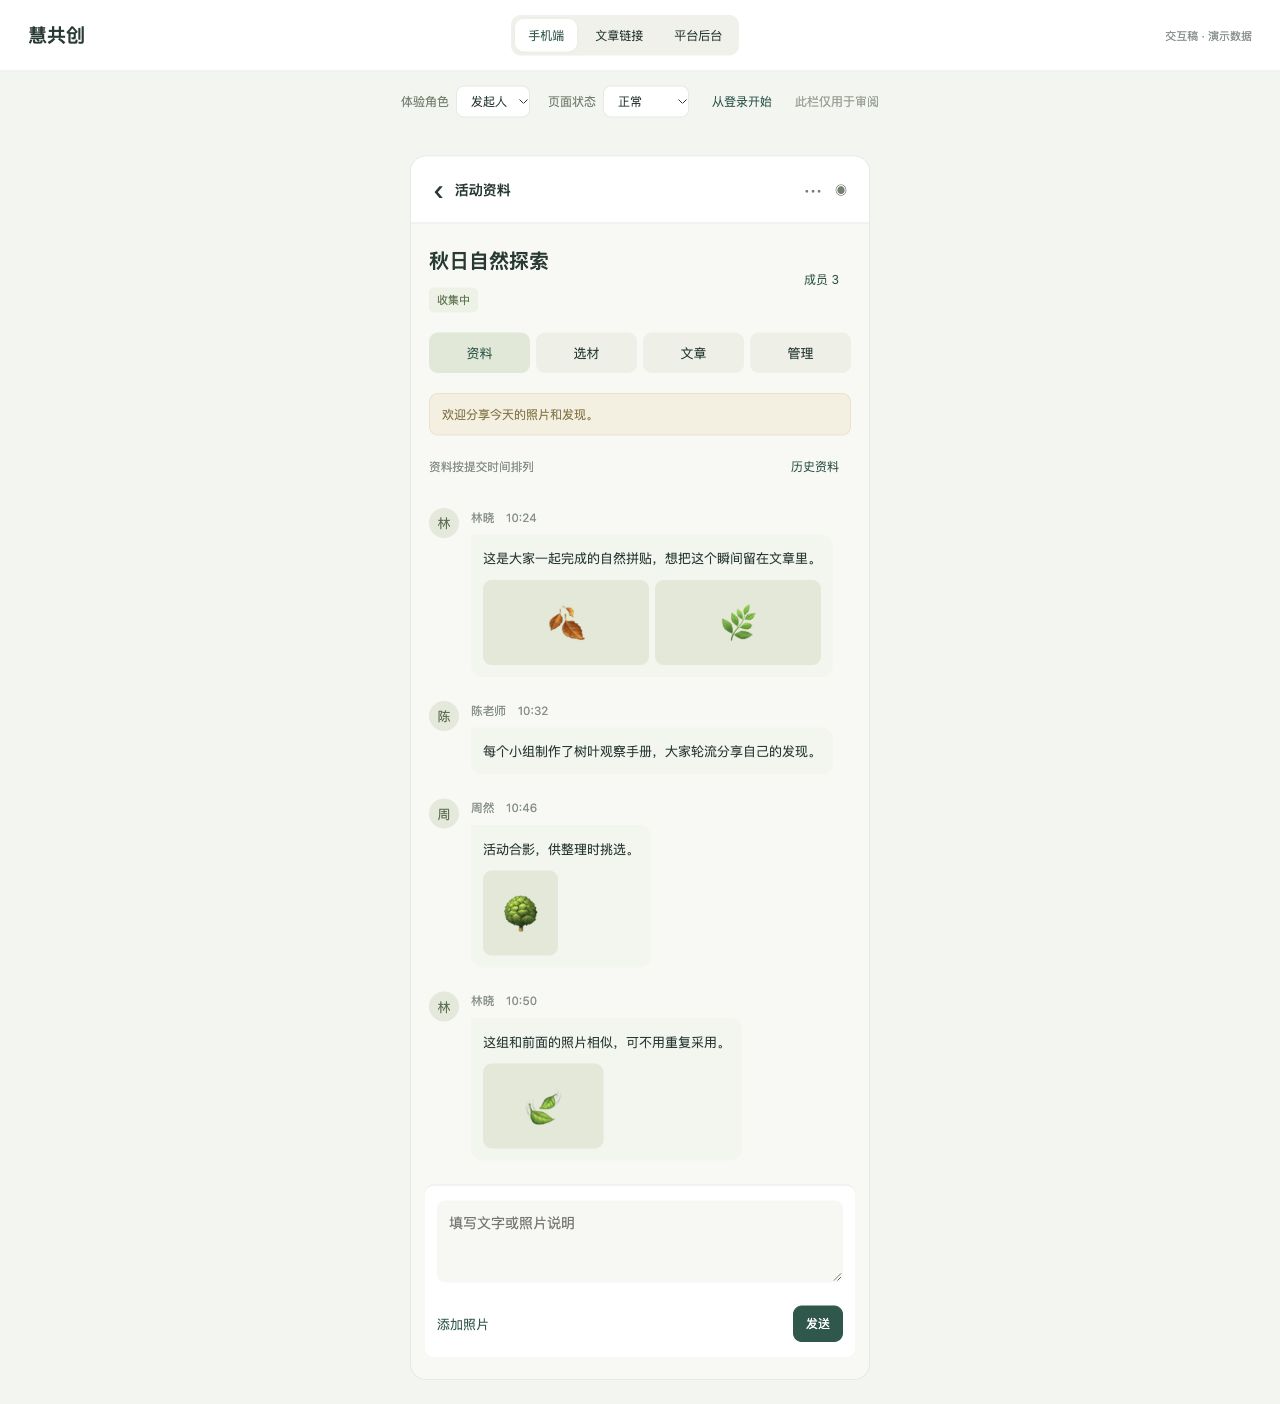 慧共创
手机端 文章链接 平台后台
交互稿 · 演示数据
体验角色 发起人 页面状态 正常 从登录开始 此栏仅用于审阅
活动资料
秋日自然探索
成员 3
收集中
资料 选材 文章 管理
欢迎分享今天的照片和发现。
资料按提交时间排列 历史资料
林 林晓 10:24
这是大家一起完成的自然拼贴，想把这个瞬间留在文章里。
陈 陈老师 10:32
每个小组制作了树叶观察手册，大家轮流分享自己的发现。
周 周然 10:46
活动合影，供整理时挑选。
林 林晓 10:50
这组和前面的照片相似，可不用重复采用。
填写文字或照片说明
添加照片 发送